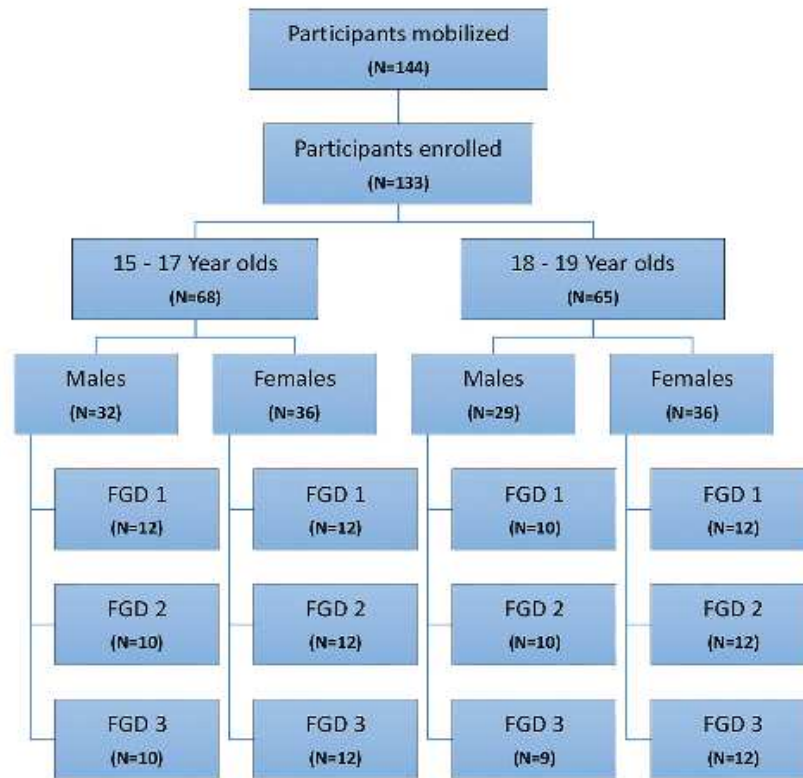 Participants mobilized
(N=144)
Participants enrolled
(N=133)
15 - 17 Year olds
(N=68)
18 - 19 Year olds
(N=65)
Males
(N=32)
Females
(N=36)
Males
(N=29)
Females
(N=36)
FGD 1
(N=12)
FGD 1
(N=12)
FGD 1
(N=10)
FGD 1
(N=12)
FGD 2
(N=10)
FGD 2
(N=12)
FGD 2
(N=10)
FGD 2
(N=12)
FGD 3
(N=10)
FGD 3
(N=12)
FGD 3
(N=9)
FGD 3
(N=12)